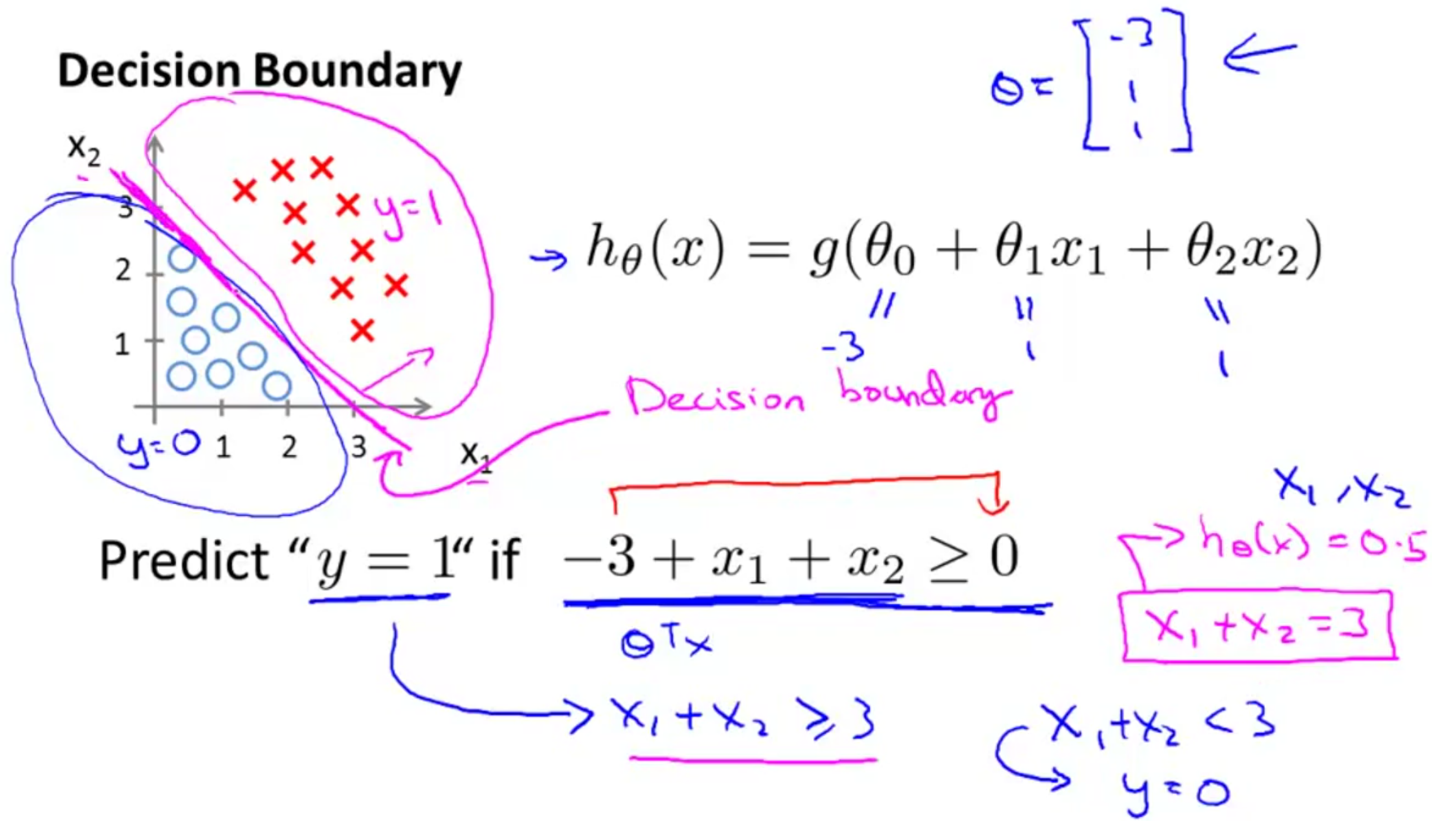 Decision Boundary
θ = [-3 1 1]
x₂
3
2
1
y=1
y=0 1 2 3 x₁
hθ(x) = g(θ₀ + θ₁x₁ + θ₂x₂)
-3 1 1
Decision boundary
x₁, x₂
hθ(x) = 0.5
Predict “y = 1“ if −3 + x₁ + x₂ ≥ 0
x₁ + x₂ = 3
θᵀx
x₁ + x₂ ≥ 3
x₁ + x₂ < 3
y = 0